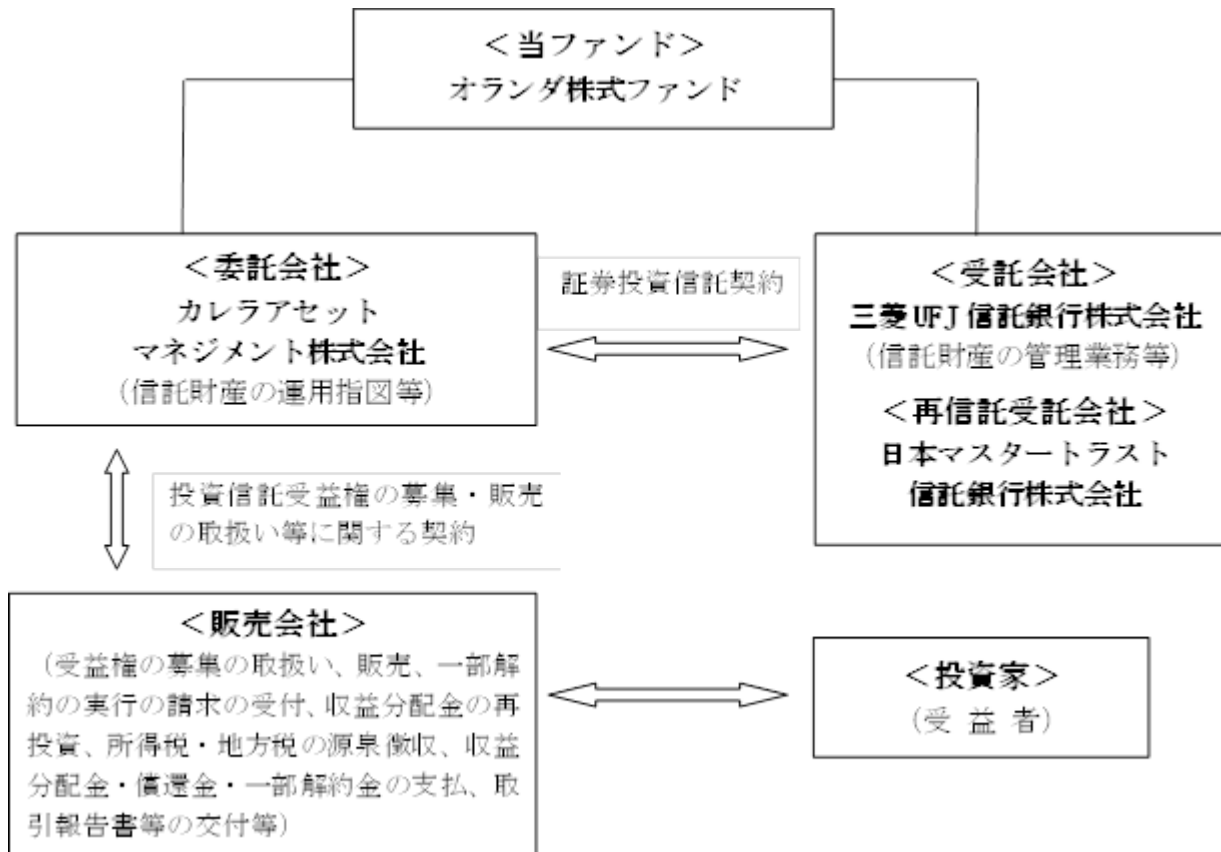 ＜当ファンド＞
オランダ株式ファンド
＜委託会社＞
カレラアセット
マネジメント株式会社
（信託財産の運用指図等）
証券投資信託契約
＜受託会社＞
三菱UFJ信託銀行株式会社
（信託財産の管理業務等）
＜再信託受託会社＞
日本マスタートラスト
信託銀行株式会社
投資信託受益権の募集・販売
の取扱い等に関する契約
＜販売会社＞
（受益権の募集の取扱い、販売、一部解
約の実行の請求の受付、収益分配金の再
投資、所得税・地方税の源泉徴収、収益
分配金・償還金・一部解約金の支払、取
引報告書等の交付等）
＜投資家＞
（受 益 者）